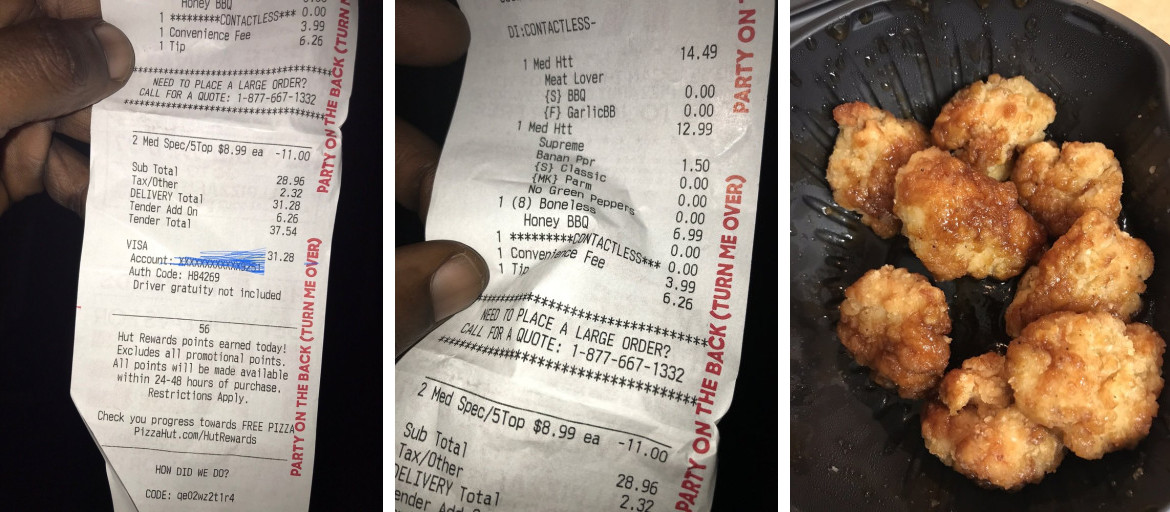 Honey BBQ
1 *********CONTACTLESS*** 0.00
1 Convenience Fee 3.99
1 Tip 6.26
NEED TO PLACE A LARGE ORDER?
CALL FOR A QUOTE: 1-877-667-1332
2 Med Spec/5Top $8.99 ea -11.00
Sub Total 28.96
Tax/Other 2.32
DELIVERY Total 31.28
Tender Add On 6.26
Tender Total 37.54
VISA 31.28
Account:
Auth Code: H84269
Driver gratuity not included
56
Hut Rewards points earned today!
Excludes all promotional points.
All points will be made available
within 24-48 hours of purchase.
Restrictions Apply.
Check you progress towards FREE PIZZA
PizzaHut.com/HutRewards
HOW DID WE DO?
CODE: qe02wz2t1r4
PARTY ON THE BACK (TURN M
PARTY ON THE BACK (TURN ME OVER)
DI:CONTACTLESS-
1 Med Htt 14.49
Meat Lover
{S} BBQ 0.00
{F} GarlicBB 0.00
1 Med Htt 12.99
Supreme
Banan Ppr 1.50
{S} Classic 0.00
{MK} Parm 0.00
No Green Peppers 0.00
1 (8) Boneless 6.99
Honey BBQ 0.00
1 *********CONTACTLESS*** 0.00
1 Convenience Fee 3.99
1 Tip 6.26
NEED TO PLACE A LARGE ORDER?
CALL FOR A QUOTE: 1-877-667-1332
2 Med Spec/5Top $8.99 ea -11.00
Sub Total 28.96
Tax/Other 2.32
DELIVERY Total
ender Add On
PARTY ON
PARTY ON THE BACK (TURN ME OVER)